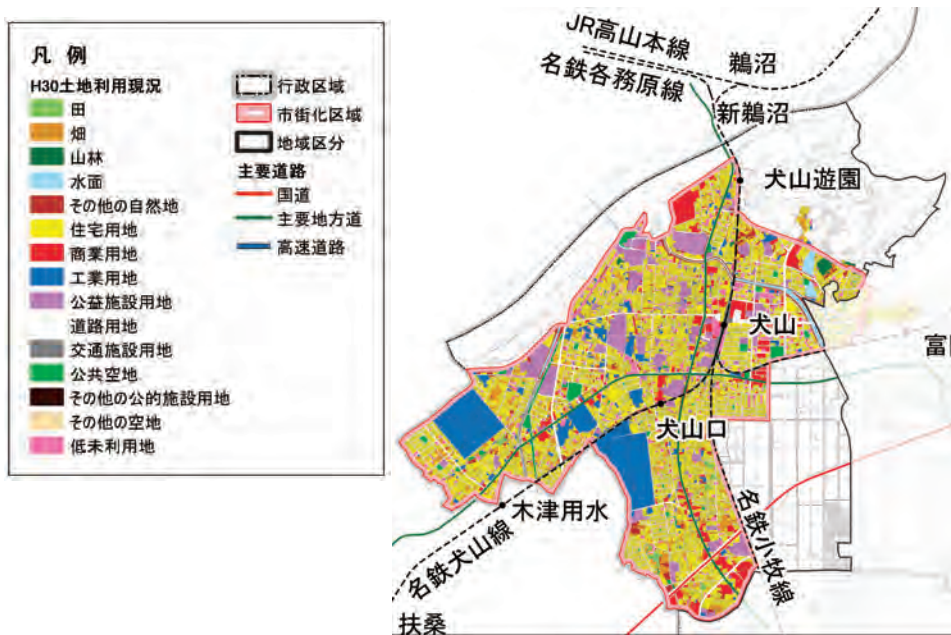 凡 例
H30土地利用現況
田
畑
山林
水面
その他の自然地
住宅用地
商業用地
工業用地
公益施設用地
道路用地
交通施設用地
公共空地
その他の公的施設用地
その他の空地
低未利用地
行政区域
市街化区域
地域区分
主要道路
国道
主要地方道
高速道路
JR高山本線
鵜沼
名鉄各務原線
新鵜沼
犬山遊園
犬山
富
犬山口
木津用水
名鉄犬山線
名鉄小牧線
扶桑